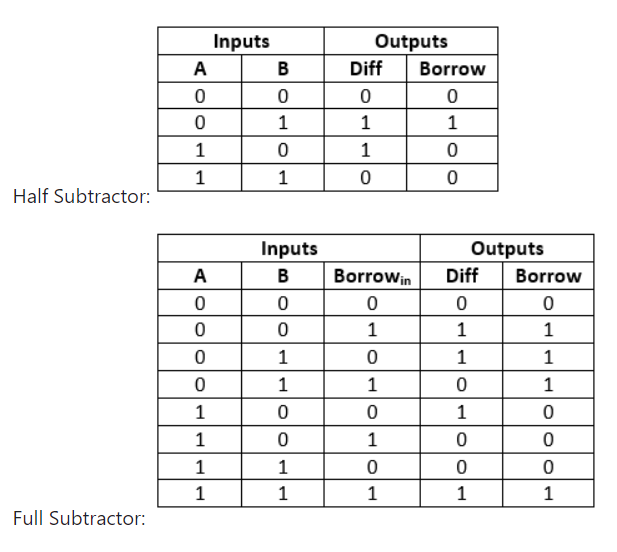 Inputs Outputs
A B Diff Borrow
0 0 0 0
0 1 1 1
1 0 1 0
1 1 0 0
Half Subtractor:
Inputs Outputs
A B Borrowin Diff Borrow
0 0 0 0 0
0 0 1 1 1
0 1 0 1 1
0 1 1 0 1
1 0 0 1 0
1 0 1 0 0
1 1 0 0 0
1 1 1 1 1
Full Subtractor: